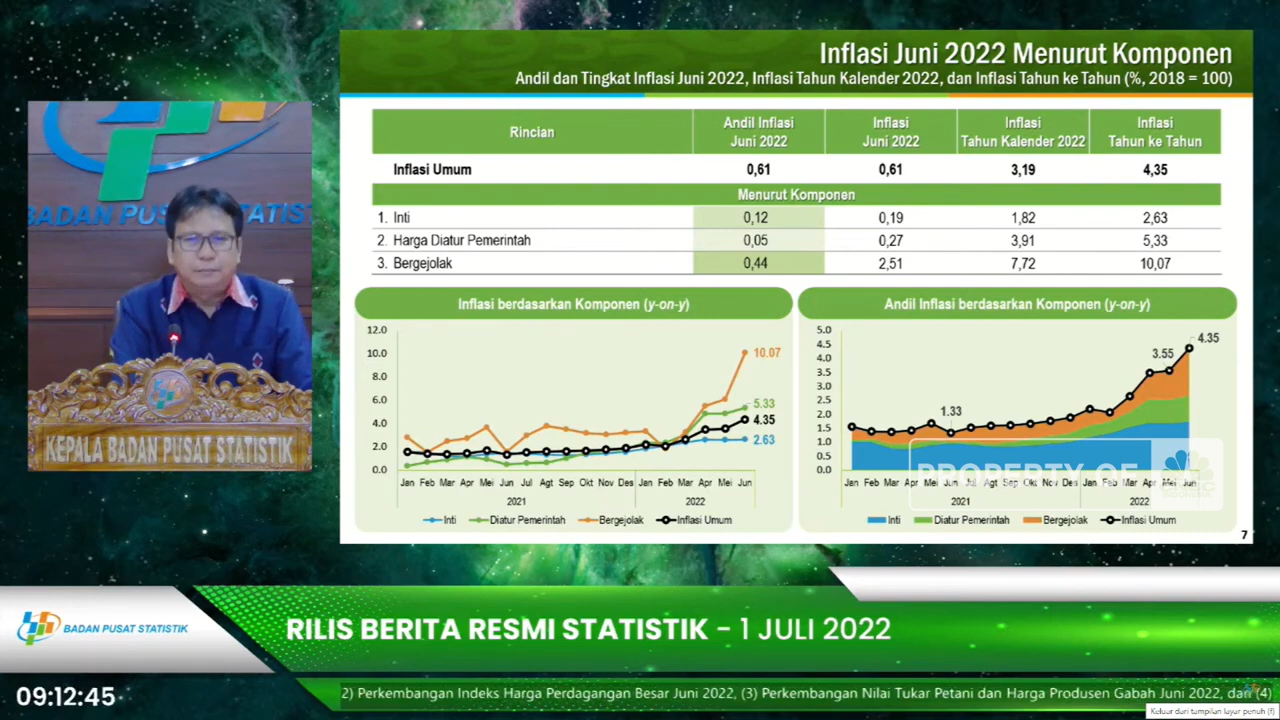 Inflasi Juni 2022 Menurut Komponen
Andil dan Tingkat Inflasi Juni 2022, Inflasi Tahun Kalender 2022, dan Inflasi Tahun ke Tahun (%, 2018 = 100)
Rincian
Andil Inflasi Juni 2022
Inflasi Juni 2022
Inflasi Tahun Kalender 2022
Inflasi Tahun ke Tahun
Inflasi Umum 0,61 0,61 3,19 4,35
Menurut Komponen
1. Inti 0,12 0,19 1,82 2,63
2. Harga Diatur Pemerintah 0,05 0,27 3,91 5,33
3. Bergejolak 0,44 2,51 7,72 10,07
Inflasi berdasarkan Komponen (y-on-y)
12.0
10.0
8.0
6.0
4.0
2.0
0.0
10.07
5.33
4.35
2.63
Jan Feb Mar Apr Mei Jun Jul Agt Sep Okt Nov Des Jan Feb Mar Apr Mei Jun
2021 2022
Inti Diatur Pemerintah Bergejolak Inflasi Umum
Andil Inflasi berdasarkan Komponen (y-on-y)
5.0
4.5
4.0
3.5
3.0
2.5
2.0
1.5
1.0
0.5
0.0
1.33
3.55
4.35
Jan Feb Mar Apr Mei Jun Jul Agt Sep Okt Nov Des Jan Feb Mar Apr Mei Jun
2021 2022
Inti Diatur Pemerintah Bergejolak Inflasi Umum
PROPERTY OF
7
BADAN PUSAT STATIS
KEPALA BADAN PUSAT STATISTIK
BADAN PUSAT STATISTIK
RILIS BERITA RESMI STATISTIK – 1 JULI 2022
09:12:45
2) Perkembangan Indeks Harga Perdagangan Besar Juni 2022, (3) Perkembangan Nilai Tukar Petani dan Harga Produsen Gabah Juni 2022, dan (4)
Keluar dari tampilan layar penuh (f)